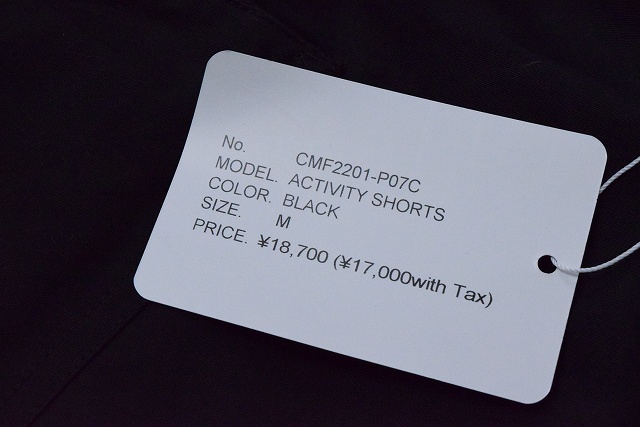 No. CMF2201-P07C
MODEL. ACTIVITY SHORTS
COLOR. BLACK
SIZE. M
PRICE. ¥18,700 (¥17,000with Tax)